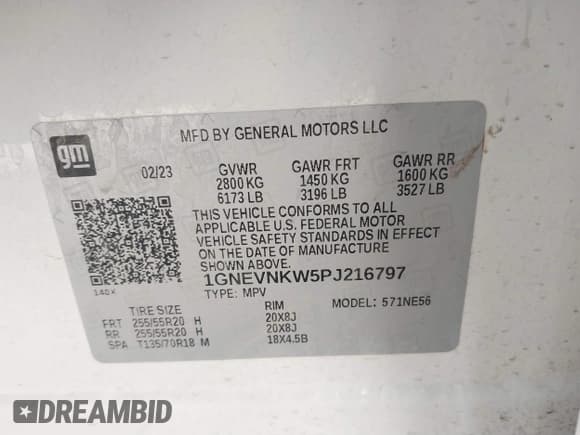 MFD BY GENERAL MOTORS LLC
gm
02/23 GVWR GAWR FRT GAWR RR
2800 KG 1450 KG 1600 KG
6173 LB 3196 LB 3527 LB
THIS VEHICLE CONFORMS TO ALL
APPLICABLE U.S. FEDERAL MOTOR
VEHICLE SAFETY STANDARDS IN EFFECT
ON THE DATE OF MANUFACTURE
SHOWN ABOVE.
1GNEVNKW5PJ216797
140X
TYPE: MPV MODEL: 571NE56
TIRE SIZE RIM
FRT 255/55R20 H 20X8J
RR 255/55R20 H 20X8J
SPA T135/70R18 M 18X4.5B
DREAMBID